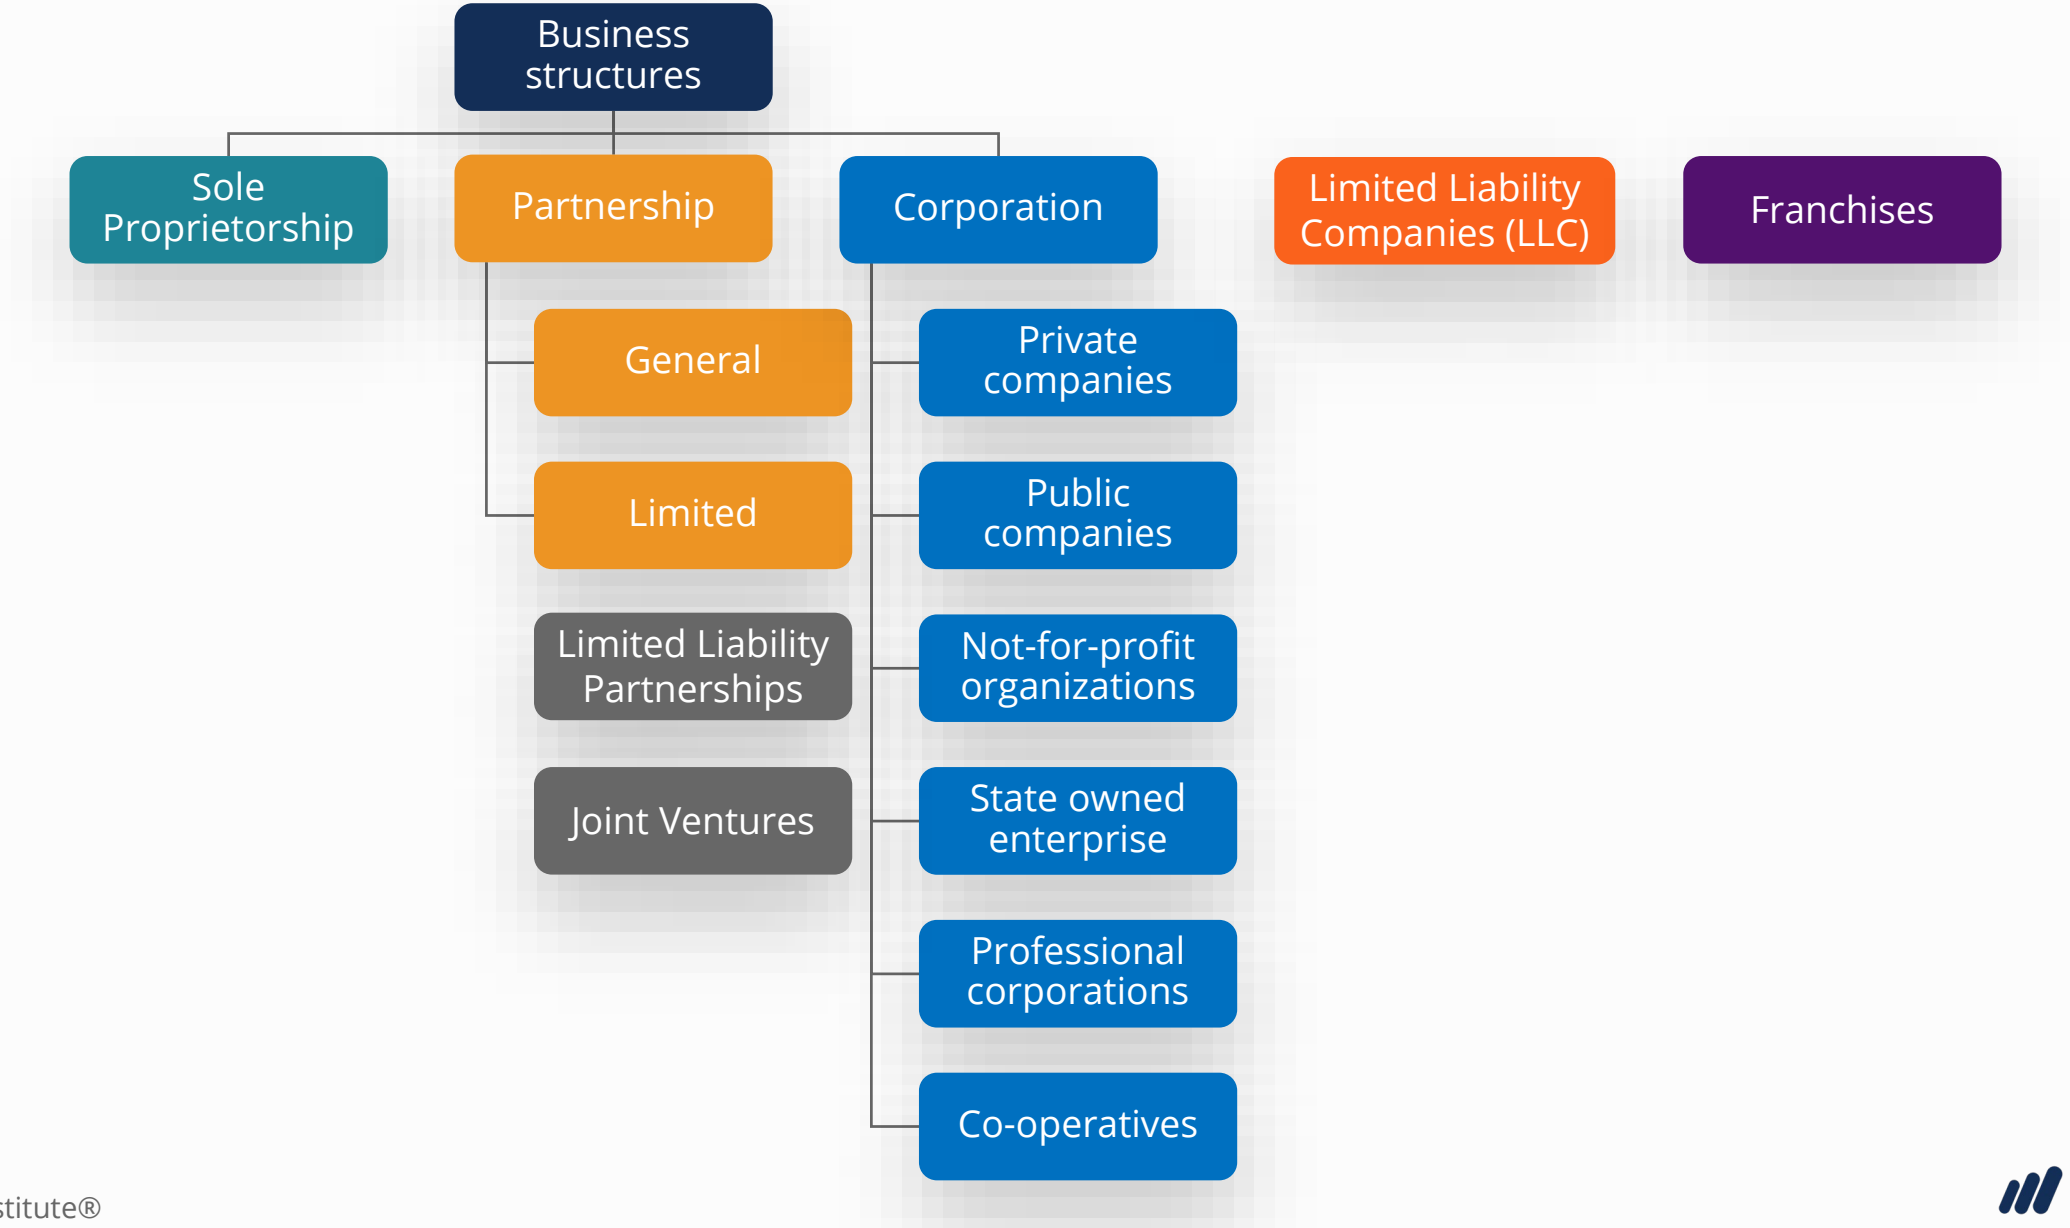 Business
structures
Sole
Proprietorship
Partnership
Corporation
Limited Liability
Companies (LLC)
Franchises
General
Limited
Limited Liability
Partnerships
Joint Ventures
Private
companies
Public
companies
Not-for-profit
organizations
State owned
enterprise
Professional
corporations
Co-operatives
stitute®